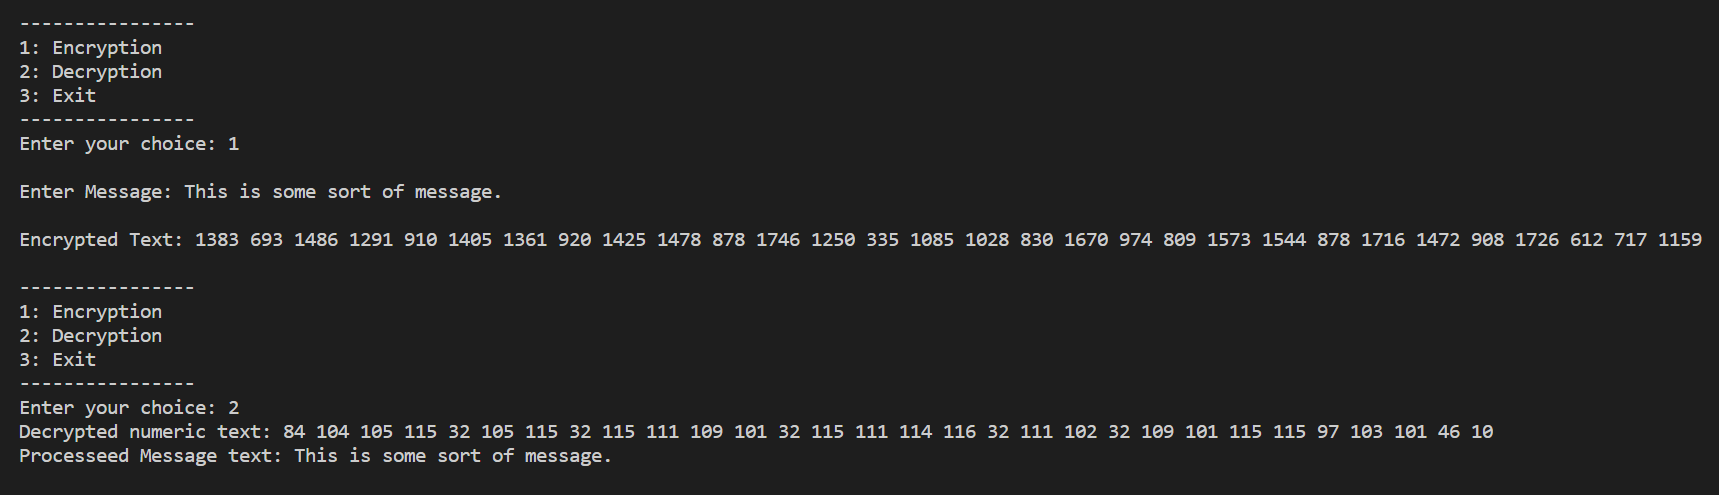 ----------------
1: Encryption
2: Decryption
3: Exit
----------------
Enter your choice: 1
Enter Message: This is some sort of message.
Encrypted Text: 1383 693 1486 1291 910 1405 1361 920 1425 1478 878 1746 1250 335 1085 1028 830 1670 974 809 1573 1544 878 1716 1472 908 1726 612 717 1159
----------------
1: Encryption
2: Decryption
3: Exit
----------------
Enter your choice: 2
Decrypted numeric text: 84 104 105 115 32 105 115 32 115 111 109 101 32 115 111 114 116 32 111 102 32 109 101 115 115 97 103 101 46 10
Processeed Message text: This is some sort of message.